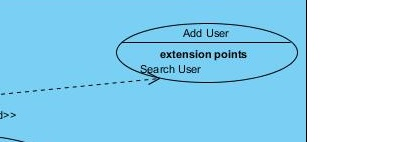 Add User
extension points
Search User
d>>